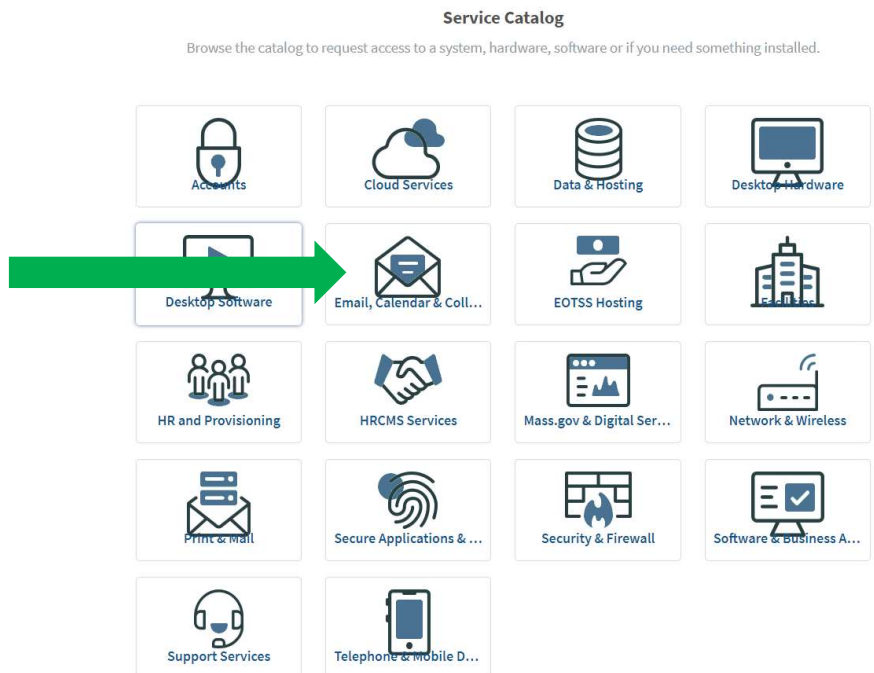 Service Catalog
Browse the catalog to request access to a system, hardware, software or if you need something installed.
Accounts
Cloud Services
Data & Hosting
Desktop Hardware
Desktop Software
Email, Calendar & Coll...
EOTSS Hosting
Facilities
HR and Provisioning
HRCMS Services
Mass.gov & Digital Ser...
Network & Wireless
Print & Mail
Secure Applications & ...
Security & Firewall
Software & Business A...
Support Services
Telephone & Mobile D...